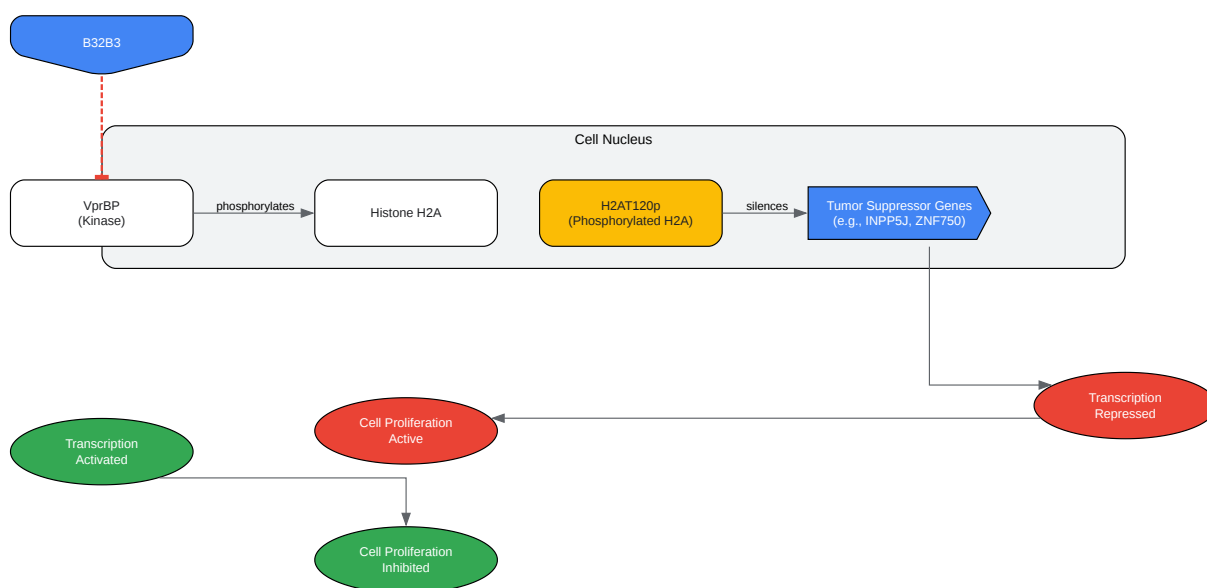 B32B3
Cell Nucleus
VprBP
(Kinase)
phosphorylates
Histone H2A
H2AT120p
(Phosphorylated H2A)
silences
Tumor Suppressor Genes
(e.g., INPP5J, ZNF750)
Transcription
Repressed
Cell Proliferation
Active
Transcription
Activated
Cell Proliferation
Inhibited